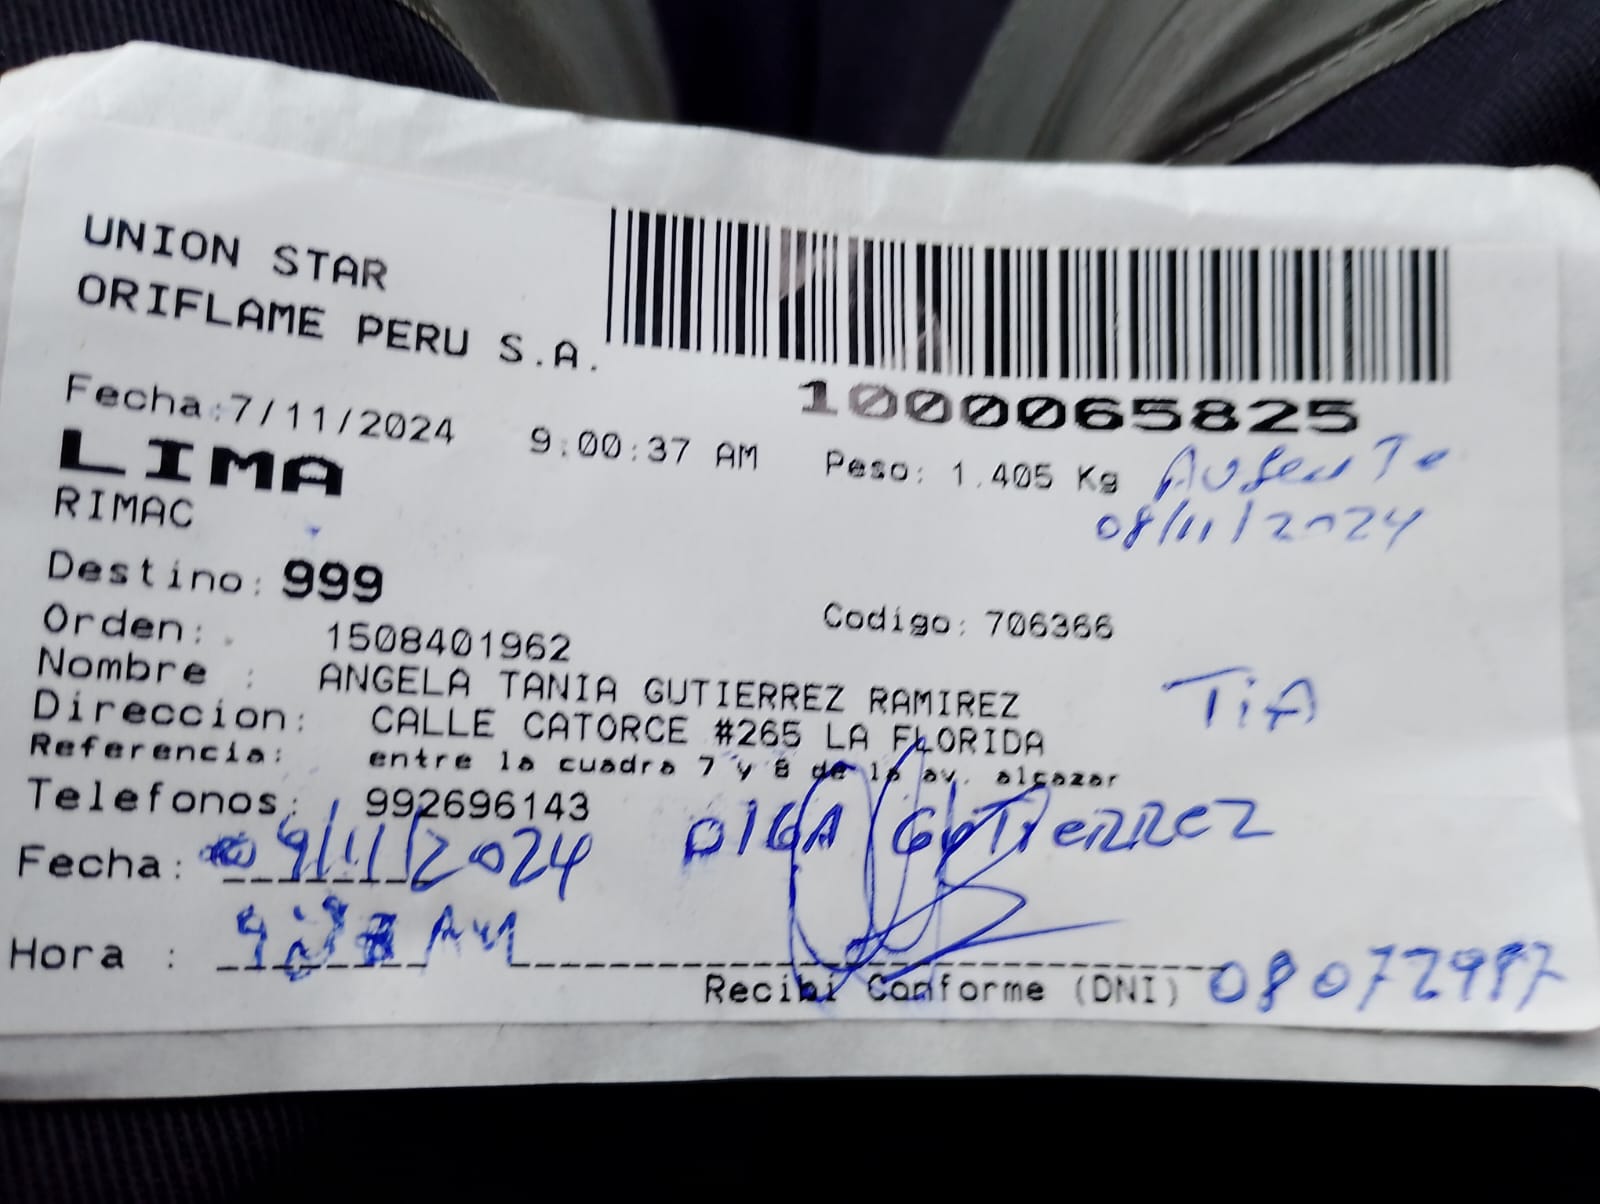 UNION STAR
ORIFLAME PERU S.A.
1000065825
Fecha:7/11/2024 9:00:37 AM Peso: 1.405 Kg Ausente
08/11/2024
LIMA
RIMAC
Destino: 999
Codigo: 706366
Orden: 1508401962
Nombre : ANGELA TANIA GUTIERREZ RAMIREZ
TiA
Direccion: CALLE CATORCE #265 LA FLORIDA
Referencia: entre la cuadra 7 y 8 de la av. alcazar
Telefonos: 992696143
OlGA GUTIERREZ
Fecha: 09/11/2024
Hora : AM
Recibi Conforme (DNI) 08072987